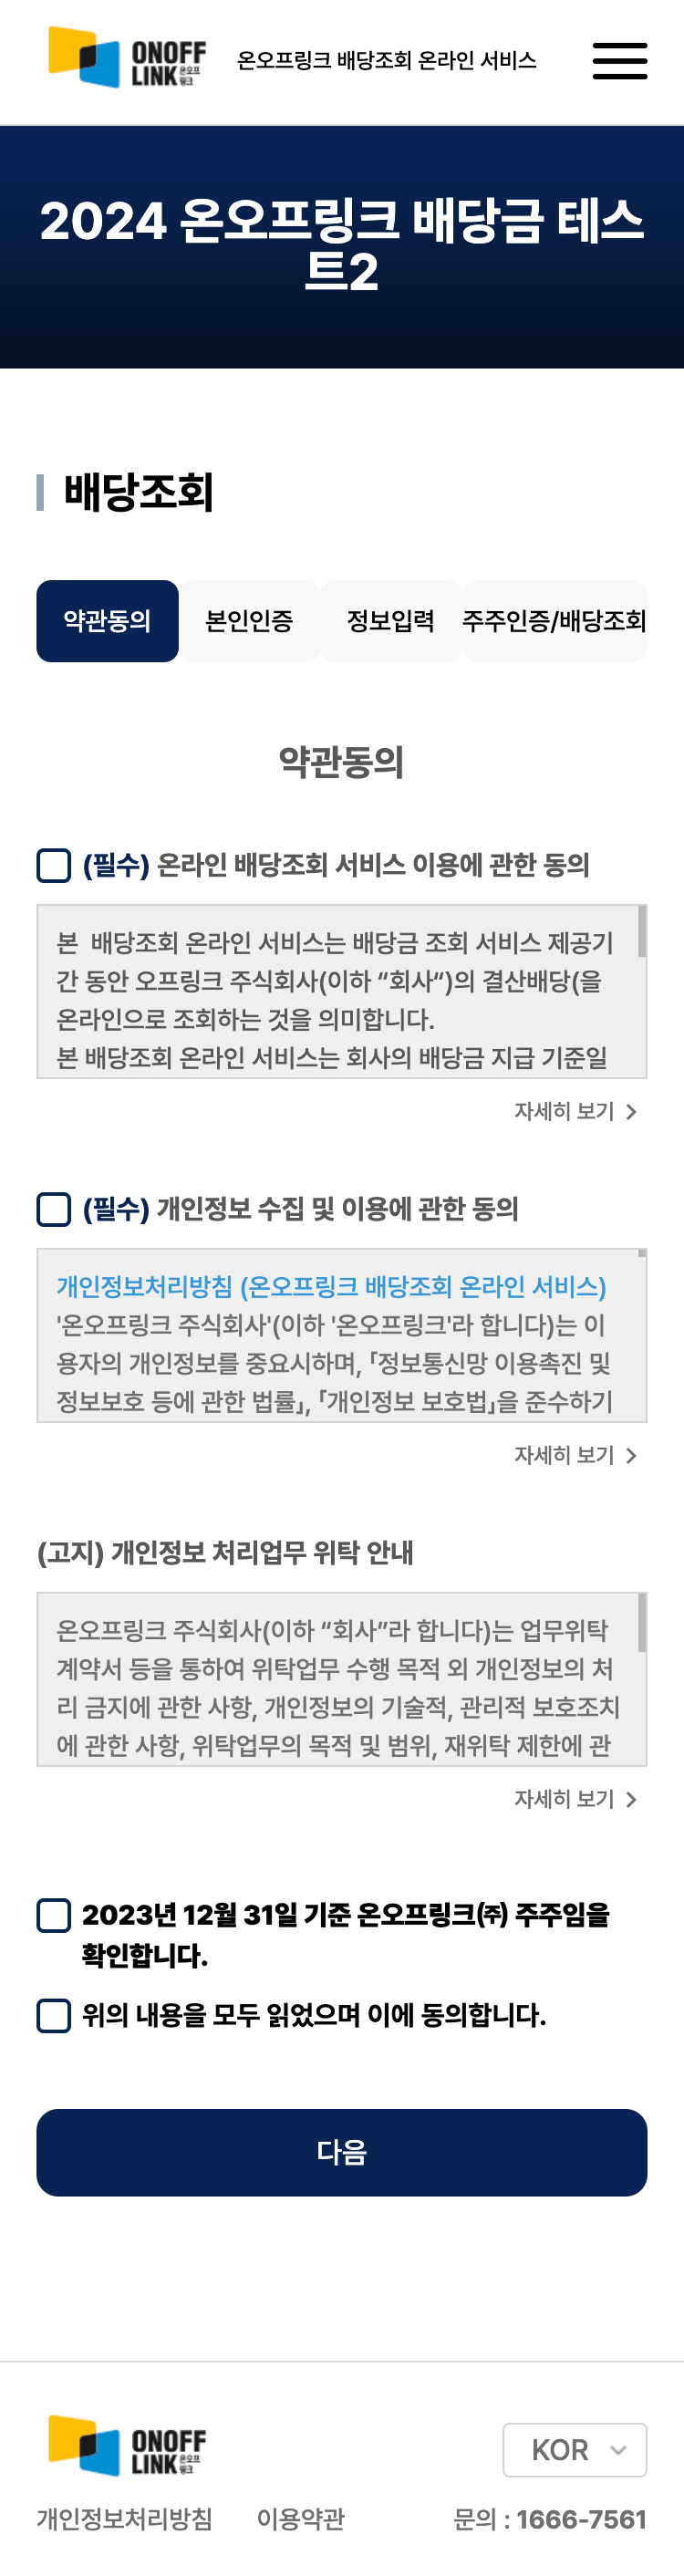 ONOFF
LINK 온오프
링크
온오프링크 배당조회 온라인 서비스
2024 온오프링크 배당금 테스
트2
배당조회
약관동의 본인인증 정보입력 주주인증/배당조회
약관동의
(필수) 온라인 배당조회 서비스 이용에 관한 동의
본  배당조회 온라인 서비스는 배당금 조회 서비스 제공기
간 동안 오프링크 주식회사(이하 “회사“)의 결산배당(을
온라인으로 조회하는 것을 의미합니다.
본 배당조회 온라인 서비스는 회사의 배당금 지급 기준일
자세히 보기
(필수) 개인정보 수집 및 이용에 관한 동의
개인정보처리방침 (온오프링크 배당조회 온라인 서비스)
'온오프링크 주식회사'(이하 '온오프링크'라 합니다)는 이
용자의 개인정보를 중요시하며, ｢정보통신망 이용촉진 및
정보보호 등에 관한 법률｣, ｢개인정보 보호법｣을 준수하기
자세히 보기
(고지) 개인정보 처리업무 위탁 안내
온오프링크 주식회사(이하 “회사”라 합니다)는 업무위탁
계약서 등을 통하여 위탁업무 수행 목적 외 개인정보의 처
리 금지에 관한 사항, 개인정보의 기술적, 관리적 보호조치
에 관한 사항, 위탁업무의 목적 및 범위, 재위탁 제한에 관
자세히 보기
2023년 12월 31일 기준 온오프링크㈜ 주주임을
확인합니다.
위의 내용을 모두 읽었으며 이에 동의합니다.
다음
ONOFF
LINK 온오프
링크
KOR
개인정보처리방침 이용약관 문의 : 1666-7561